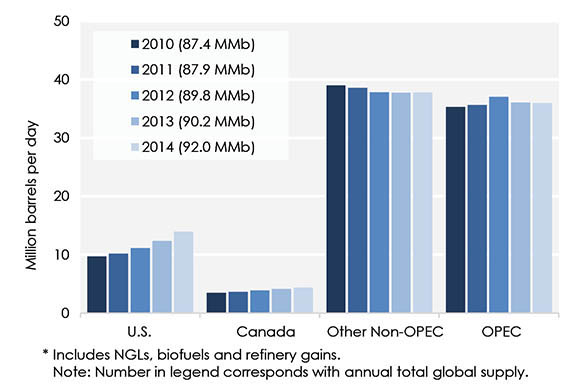 50
40
30
20
10
0
Million barrels per day
2010 (87.4 MMb)
2011 (87.9 MMb)
2012 (89.8 MMb)
2013 (90.2 MMb)
2014 (92.0 MMb)
U.S. Canada Other Non-OPEC OPEC
* Includes NGLs, biofuels and refinery gains.
Note: Number in legend corresponds with annual total global supply.